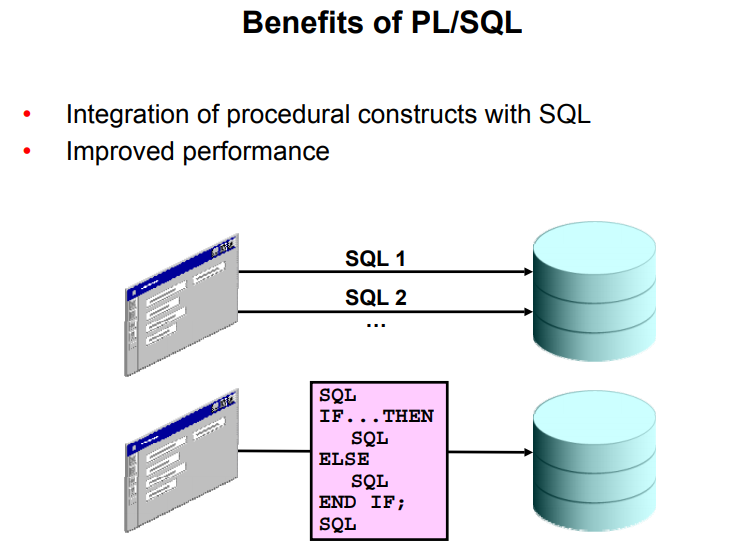 Benefits of PL/SQL
• Integration of procedural constructs with SQL
• Improved performance
SQL 1
SQL 2
...
SQL
IF...THEN
SQL
ELSE
SQL
END IF;
SQL